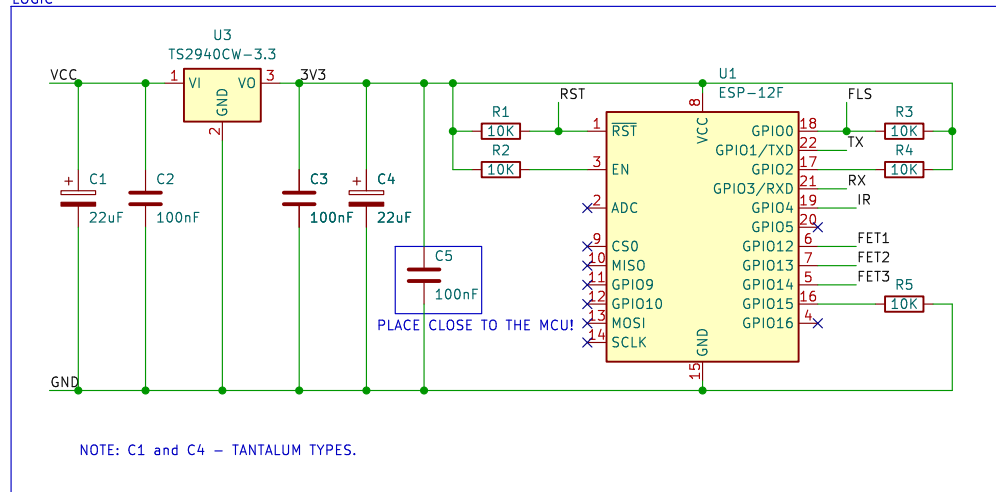 LOGIC
U3
TS2940CW-3.3
VCC
1
VI
VO
3
3V3
GND
2
U1
ESP-12F
RST
8
VCC
FLS
R1
10K
1
RST
GPIO0
18
R3
10K
GPIO1/TXD
22
TX
R2
10K
3
EN
GPIO2
17
R4
10K
GPIO3/RXD
21
RX
2
ADC
GPIO4
19
IR
GPIO5
20
9
CS0
GPIO12
6
FET1
10
MISO
GPIO13
7
FET2
11
GPIO9
GPIO14
5
FET3
12
GPIO10
GPIO15
16
R5
10K
13
MOSI
GPIO16
4
14
SCLK
GND
15
+
C1
22uF
C2
100nF
C3
100nF
+
C4
22uF
C5
100nF
PLACE CLOSE TO THE MCU!
GND
NOTE: C1 and C4 - TANTALUM TYPES.